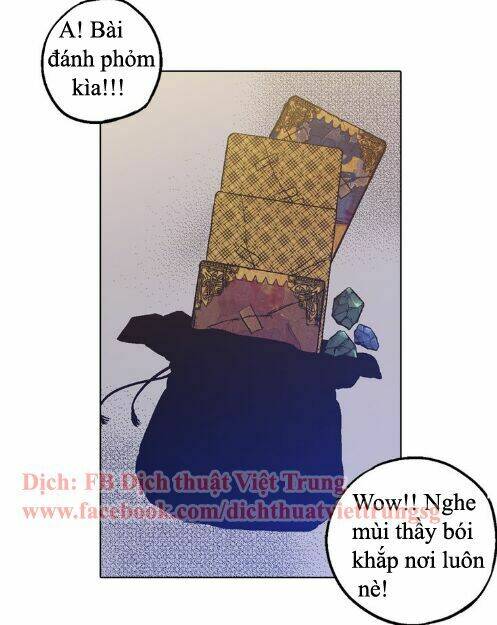 A! Bài
đánh phỏm
kìa!!!
Dịch: FB Dịch thuật Việt Trung
www.facebook.com/dichthuatviettrungsg
Wow!! Nghe
mùi thầy bói
khắp nơi luôn
nè!